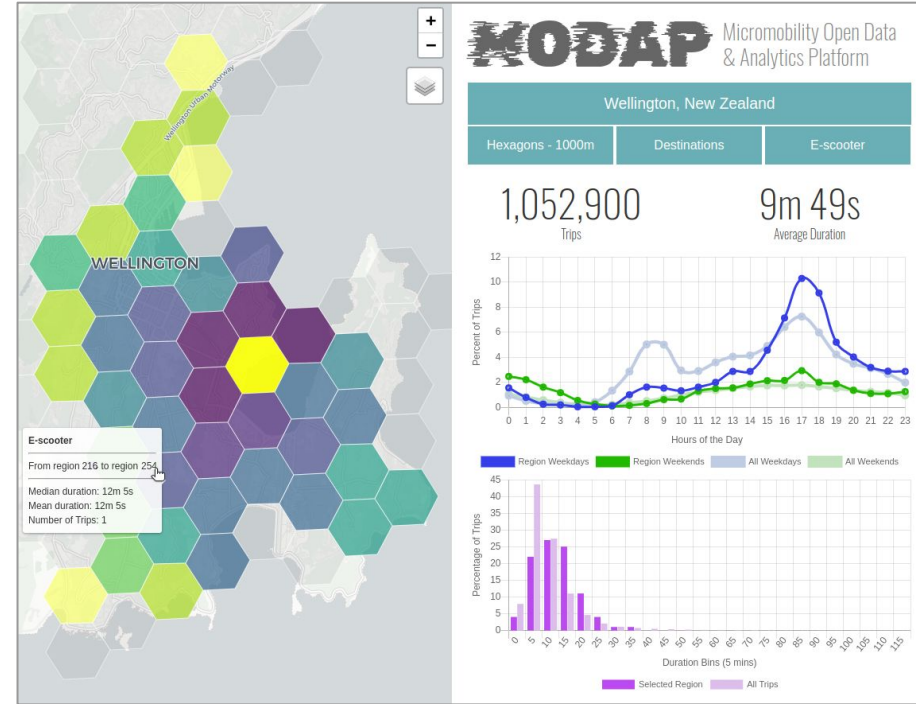 +
−
Wellington Urban Motorway
WELLINGTON
E-scooter
From region 216 to region 254
Median duration: 12m 5s
Mean duration: 12m 5s
Number of Trips: 1
MODAP
Micromobility Open Data
& Analytics Platform
Wellington, New Zealand
Hexagons - 1000m Destinations E-scooter
1,052,900 9m 49s
Trips Average Duration
12
10
8
6
4
2
0
Percent of Trips
0 1 2 3 4 5 6 7 8 9 10 11 12 13 14 15 16 17 18 19 20 21 22 23
Hours of the Day
Region Weekdays Region Weekends All Weekdays All Weekends
45
40
35
30
25
20
15
10
5
0
Percentage of Trips
0 5 10 15 20 25 30 35 40 45 50 55 60 65 70 75 80 85 90 95 100 105 110 115
Duration Bins (5 mins)
Selected Region All Trips